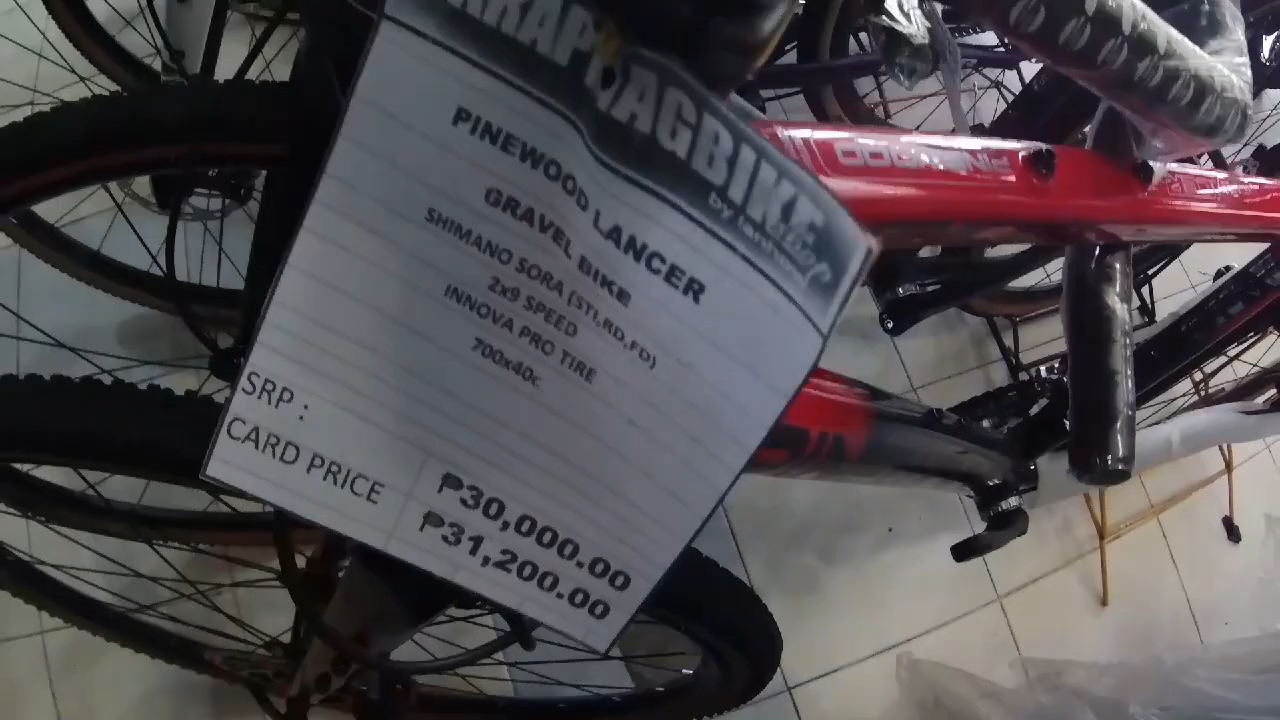 PINEWOOD LANCER
GRAVEL BIKE
SHIMANO SORA (STI,RD,FD)
2x9 SPEED
INNOVA PRO TIRE
700x40c
SRP : ₱30,000.00
CARD PRICE ₱31,200.00